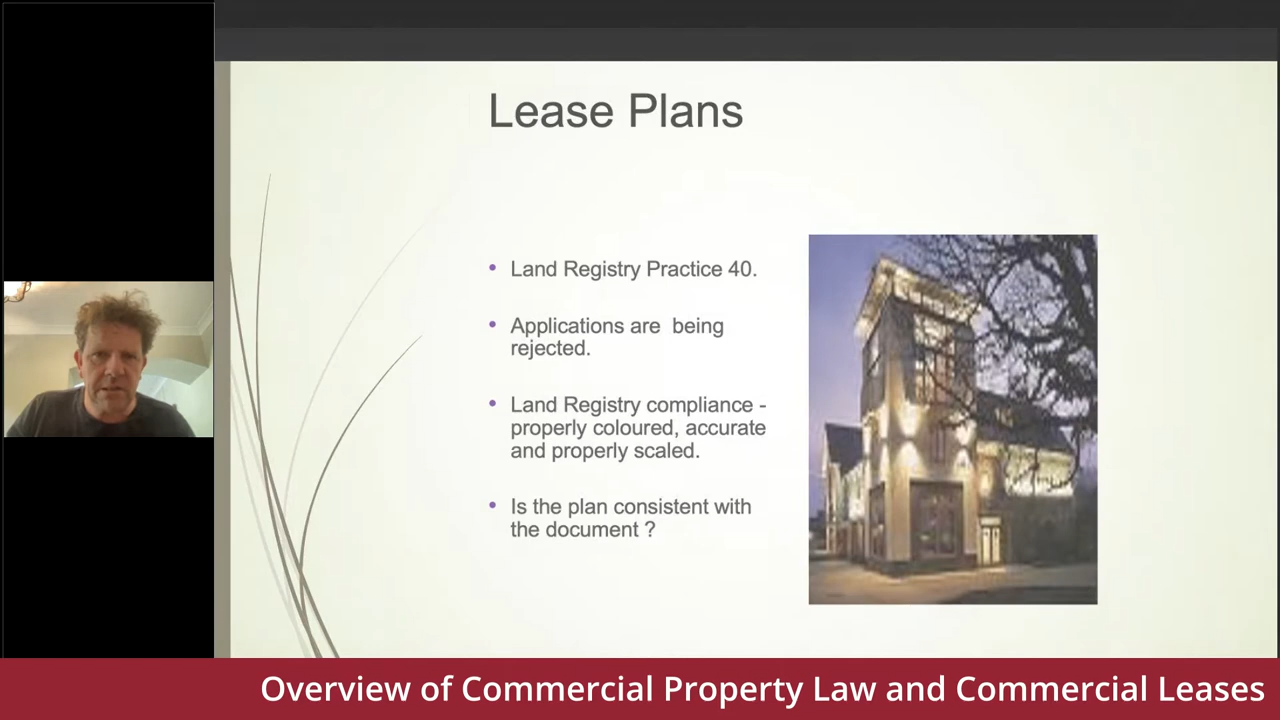 Lease Plans
• Land Registry Practice 40.
• Applications are  being
rejected.
• Land Registry compliance -
properly coloured, accurate
and properly scaled.
• Is the plan consistent with
the document ?
Overview of Commercial Property Law and Commercial Leases